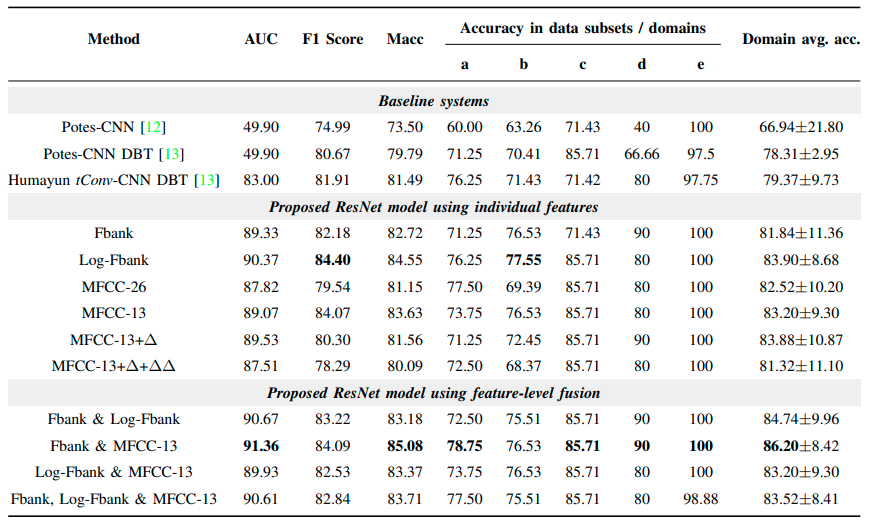 Method AUC F1 Score Macc Accuracy in data subsets / domains Domain avg. acc.
a b c d e
Baseline systems
Potes-CNN [12] 49.90 74.99 73.50 60.00 63.26 71.43 40 100 66.94±21.80
Potes-CNN DBT [13] 49.90 80.67 79.79 71.25 70.41 85.71 66.66 97.5 78.31±2.95
Humayun tConv-CNN DBT [13] 83.00 81.91 81.49 76.25 71.43 71.42 80 97.75 79.37±9.73
Proposed ResNet model using individual features
Fbank 89.33 82.18 82.72 71.25 76.53 71.43 90 100 81.84±11.36
Log-Fbank 90.37 84.40 84.55 76.25 77.55 85.71 80 100 83.90±8.68
MFCC-26 87.82 79.54 81.15 77.50 69.39 85.71 80 100 82.52±10.20
MFCC-13 89.07 84.07 83.63 73.75 76.53 85.71 80 100 83.20±9.30
MFCC-13+Δ 89.53 80.30 81.56 71.25 72.45 85.71 90 100 83.88±10.87
MFCC-13+Δ+ΔΔ 87.51 78.29 80.09 72.50 68.37 85.71 80 100 81.32±11.10
Proposed ResNet model using feature-level fusion
Fbank & Log-Fbank 90.67 83.22 83.18 72.50 75.51 85.71 90 100 84.74±9.96
Fbank & MFCC-13 91.36 84.09 85.08 78.75 76.53 85.71 90 100 86.20±8.42
Log-Fbank & MFCC-13 89.93 82.53 83.37 73.75 76.53 85.71 80 100 83.20±9.30
Fbank, Log-Fbank & MFCC-13 90.61 82.84 83.71 77.50 75.51 85.71 80 98.88 83.52±8.41